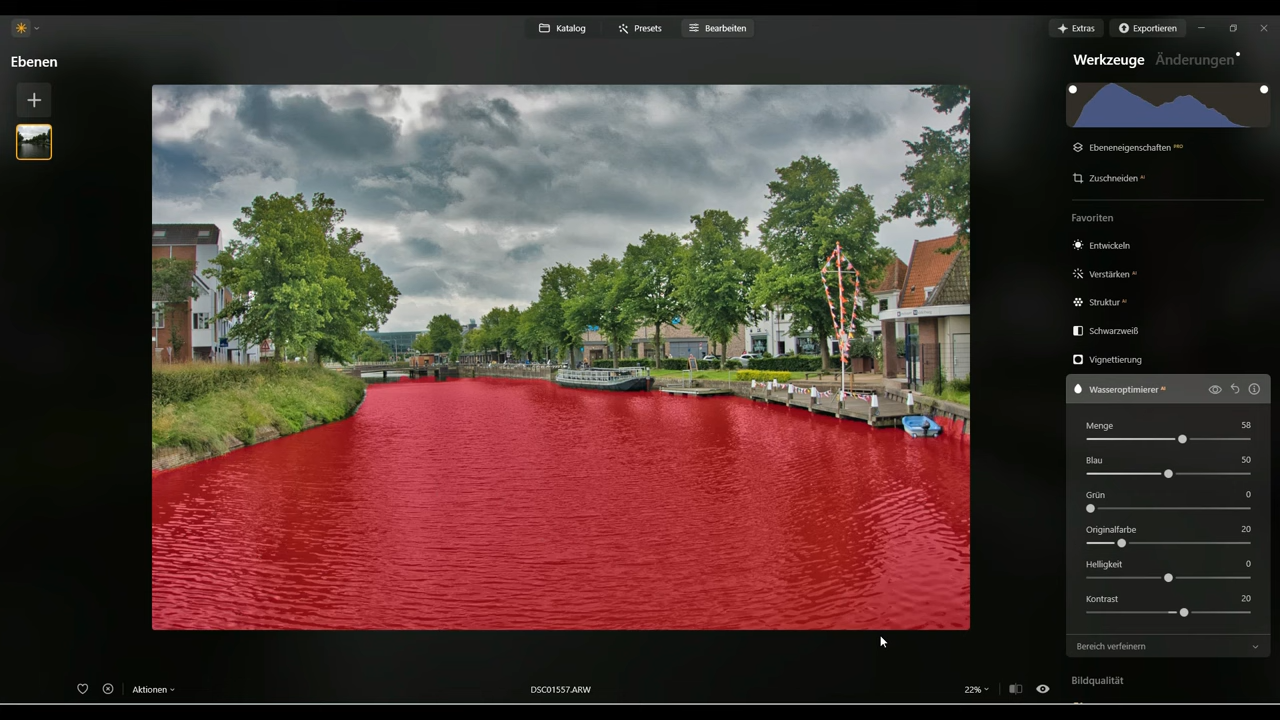 Katalog
Presets
Bearbeiten
Extras
Exportieren
Ebenen
Werkzeuge
Änderungen
Ebeneneigenschaften PRO
Zuschneiden AI
Favoriten
Entwickeln
Verstärken AI
Struktur AI
Schwarzweiß
Vignettierung
Wasseroptimierer AI
Menge 58
Blau 50
Grün 0
Originalfarbe 20
Helligkeit 0
Kontrast 20
Bereich verfeinern
Bildqualität
Aktionen
DSC01557.ARW
22%